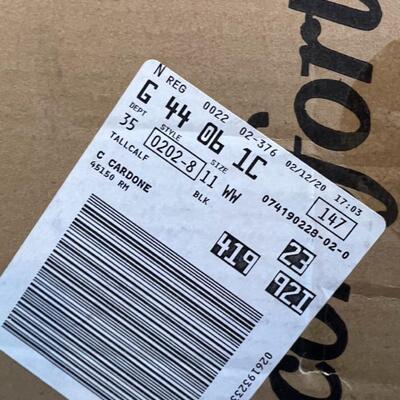 N REG 0022 02-376 02/12/20 17:03
G 44 06 1C 147
DEPT STYLE SIZE 074190228-02-0
35 0202-8 11 WW
TALLCALF BLK
C CARDONE 419 23
45150 RM 921
comfort